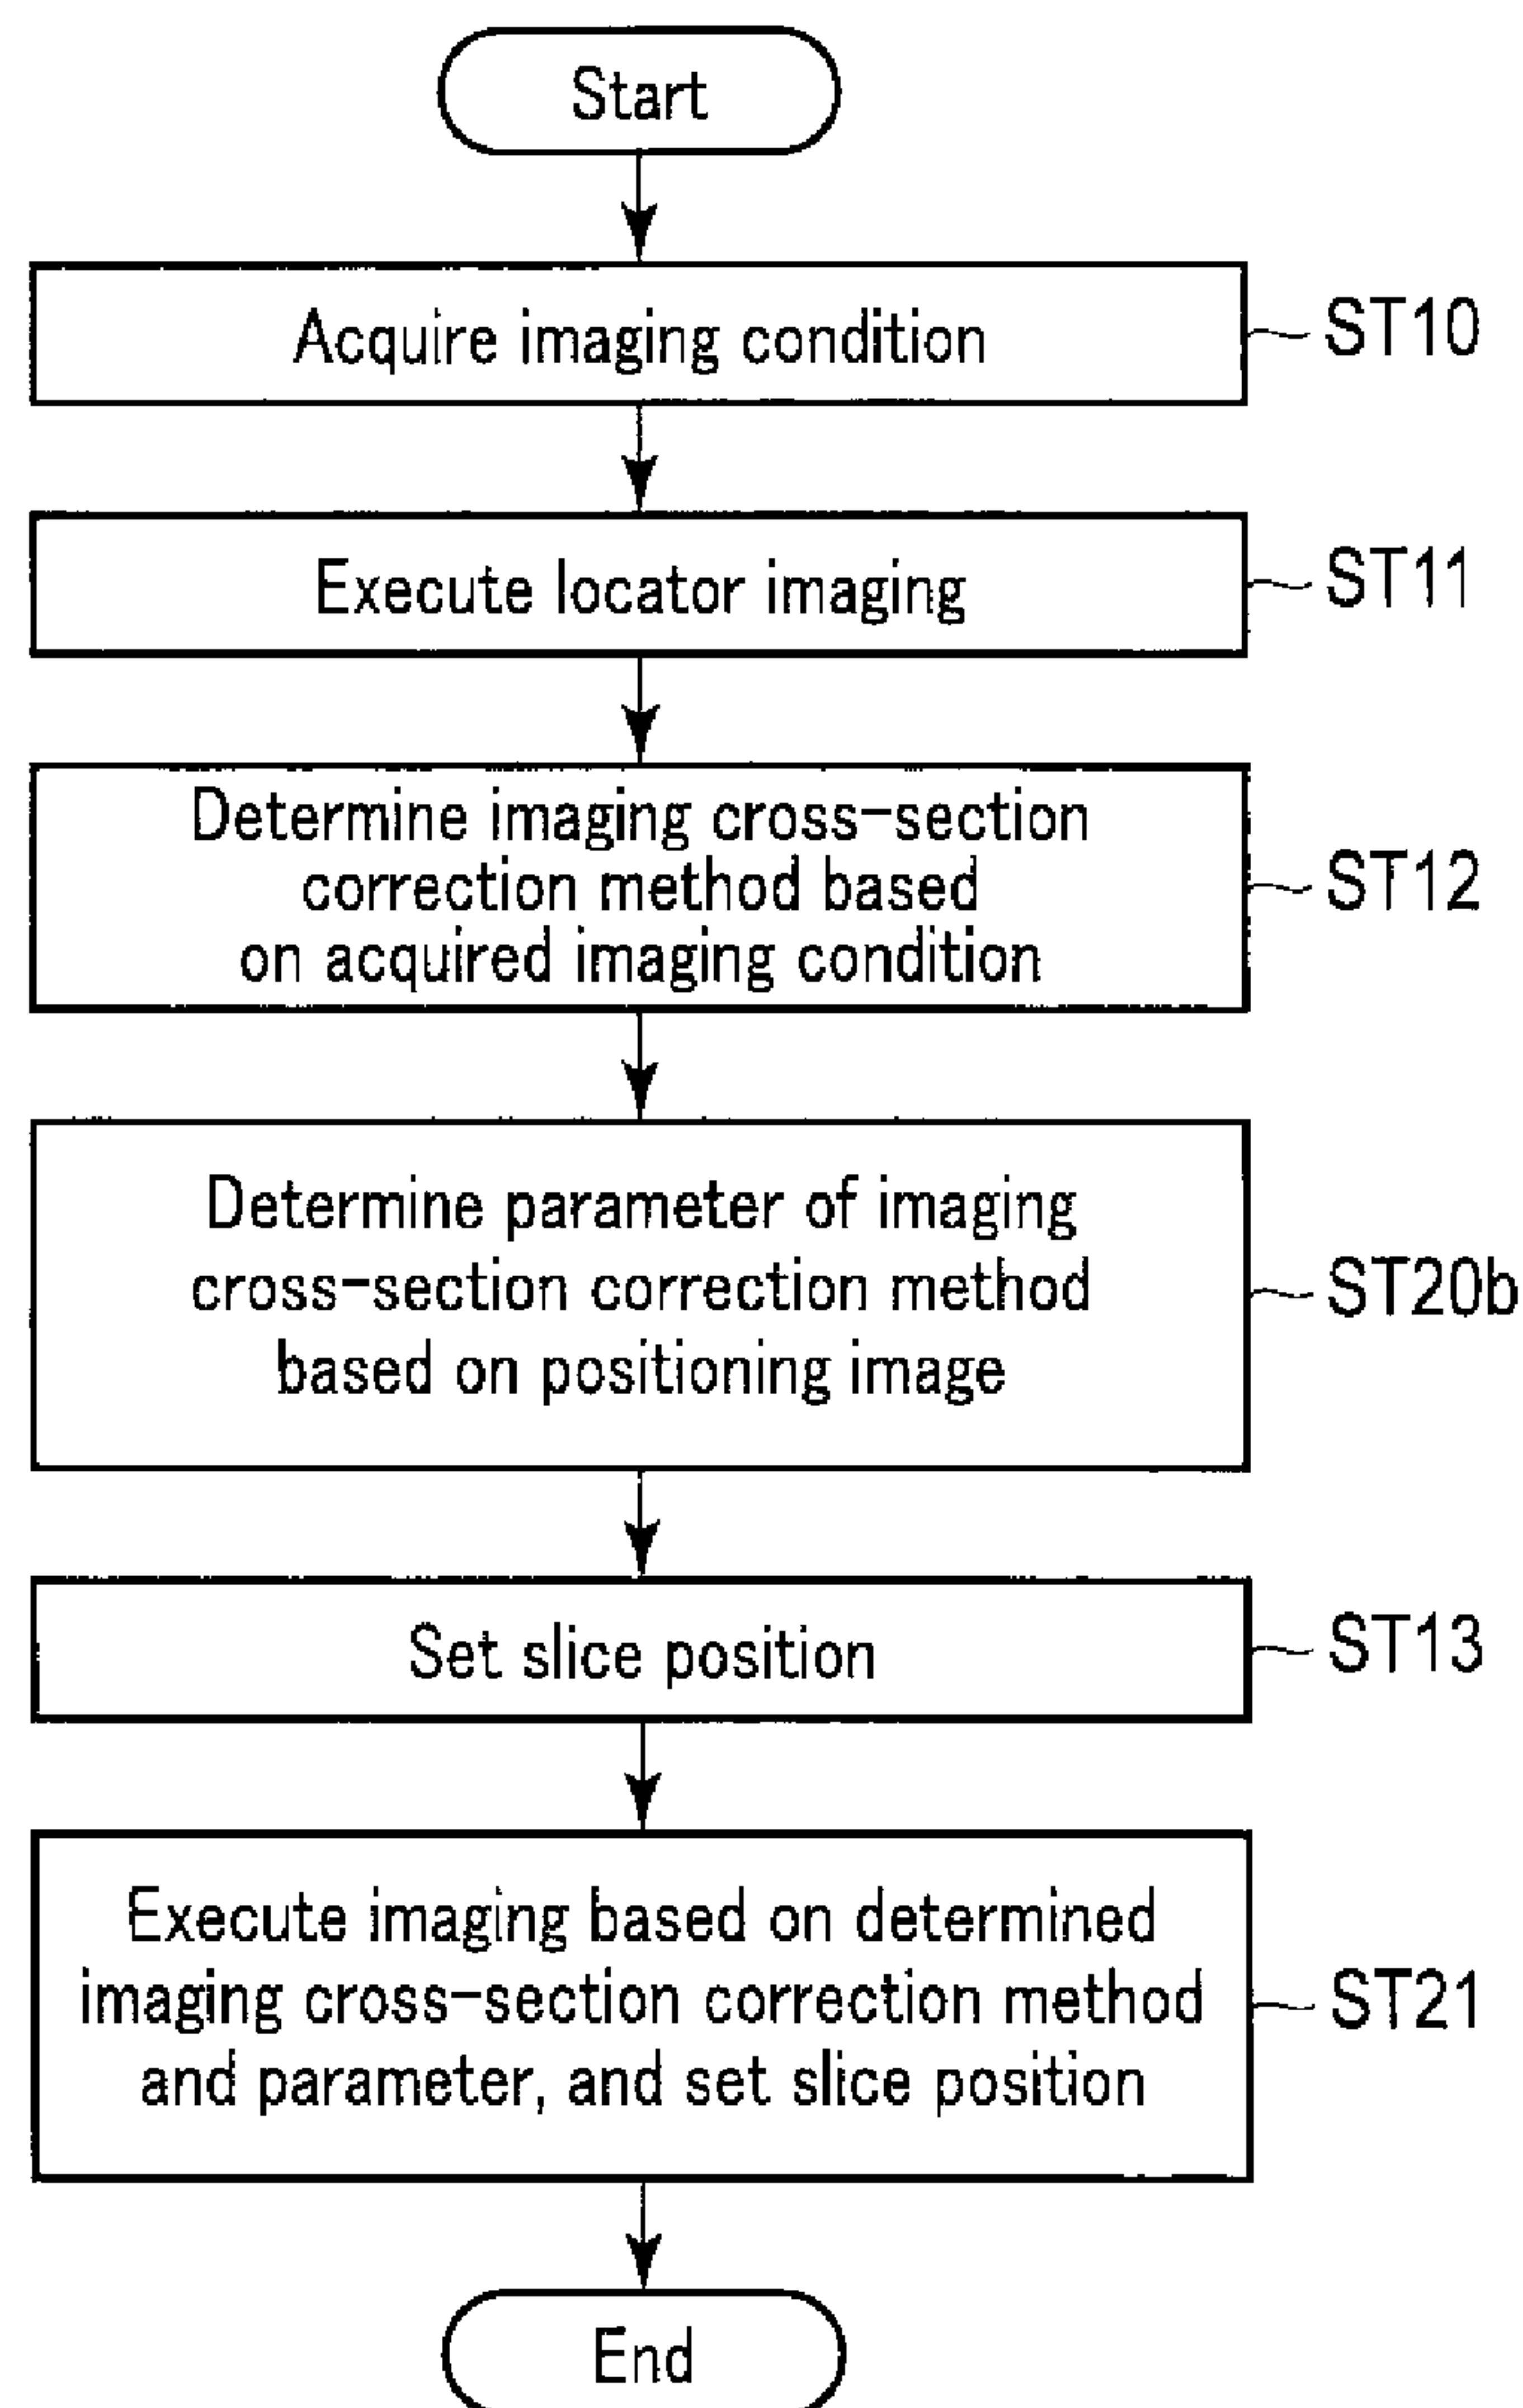 Start
Acquire imaging condition
ST10
Execute locator imaging
ST11
Determine imaging cross-section
correction method based
on acquired imaging condition
ST12
Determine parameter of imaging
cross-section correction method
based on positioning image
ST20b
Set slice position
ST13
Execute imaging based on determined
imaging cross-section correction method
and parameter, and set slice position
ST21
End